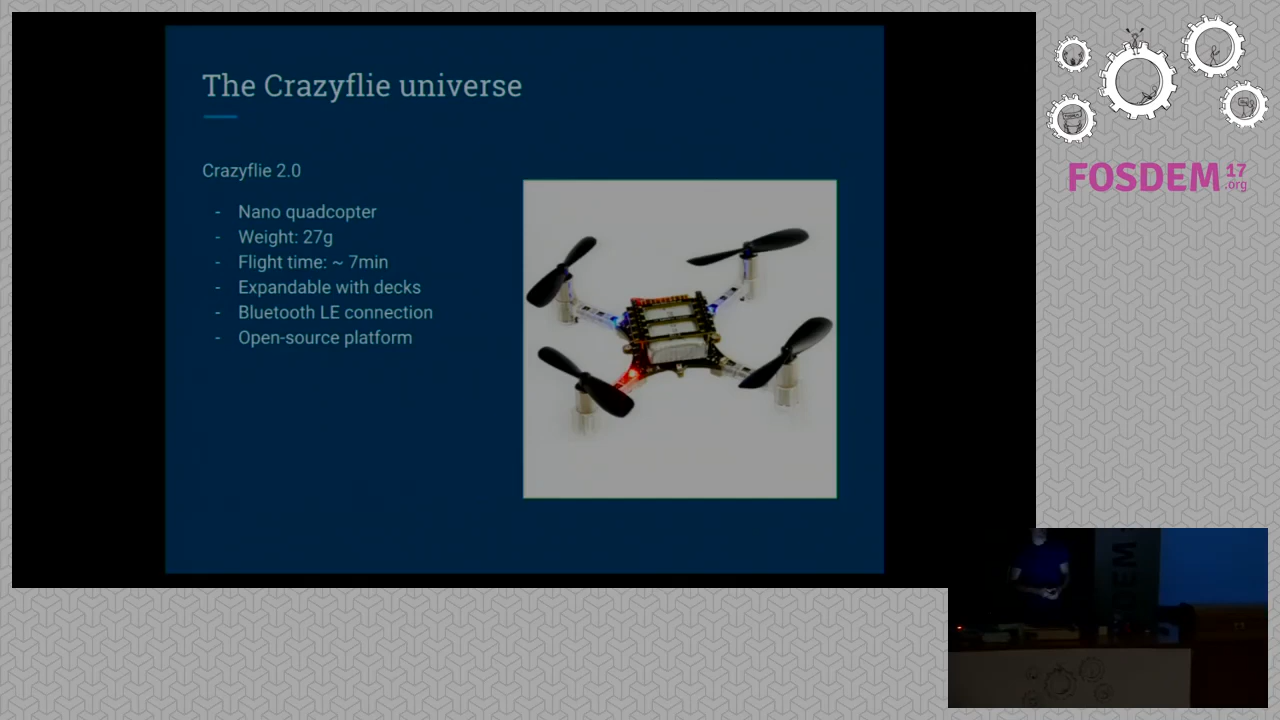 The Crazyflie universe
Crazyflie 2.0
- Nano quadcopter
- Weight: 27g
- Flight time: ~ 7min
- Expandable with decks
- Bluetooth LE connection
- Open-source platform
FOSDEM 17
.org